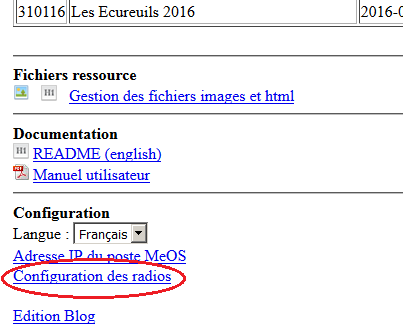 310116 Les Ecureuils 2016 2016-0
Fichiers ressource
Gestion des fichiers images et html
Documentation
README (english)
Manuel utilisateur
Configuration
Langue : Français
Adresse IP du poste MeOS
Configuration des radios
Edition Blog